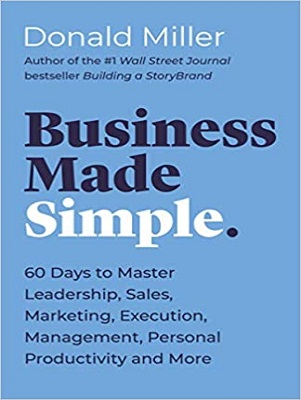 Donald Miller
Author of the #1 Wall Street Journal
bestseller Building a StoryBrand
Business
Made
Simple.
60 Days to Master
Leadership, Sales,
Marketing, Execution,
Management, Personal
Productivity and More